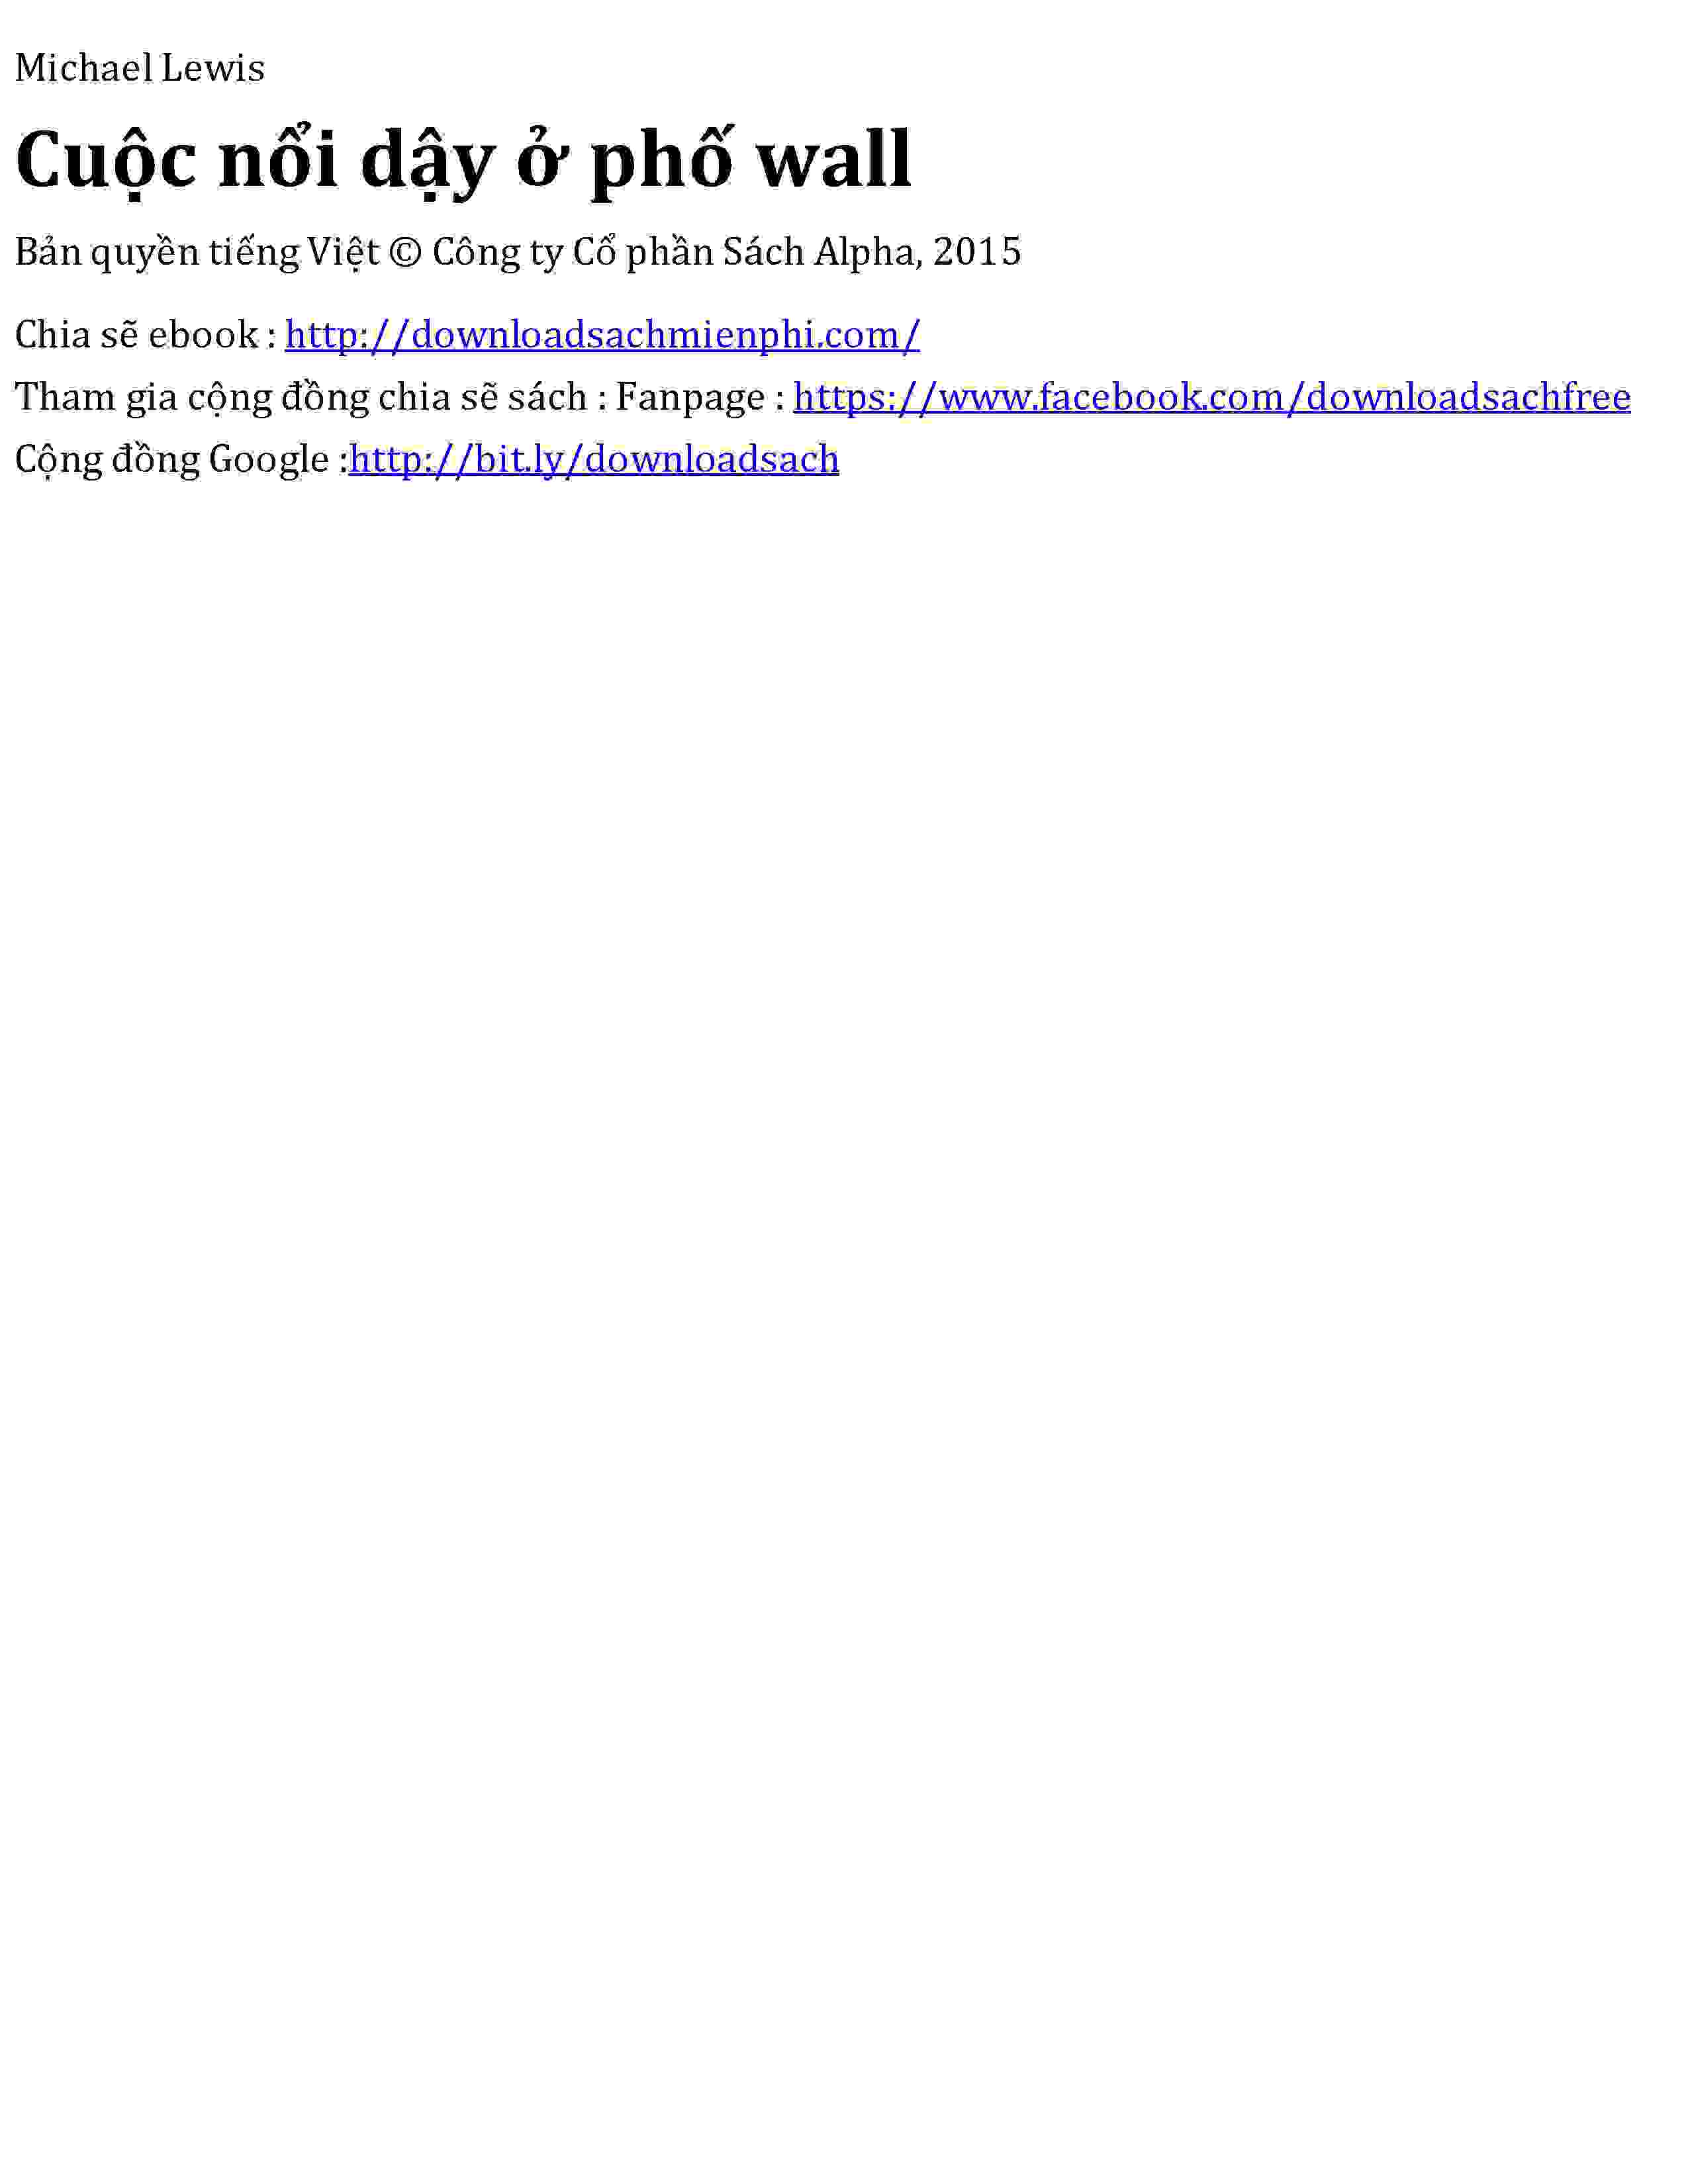 Michael Lewis
Cuộc nổi dậy ở phố wall
Bản quyền tiếng Việt © Công ty Cổ phần Sách Alpha, 2015
Chia sẽ ebook : http://downloadsachmienphi.com/
Tham gia cộng đồng chia sẽ sách : Fanpage : https://www.facebook.com/downloadsachfree
Cộng đồng Google :http://bit.ly/downloadsach